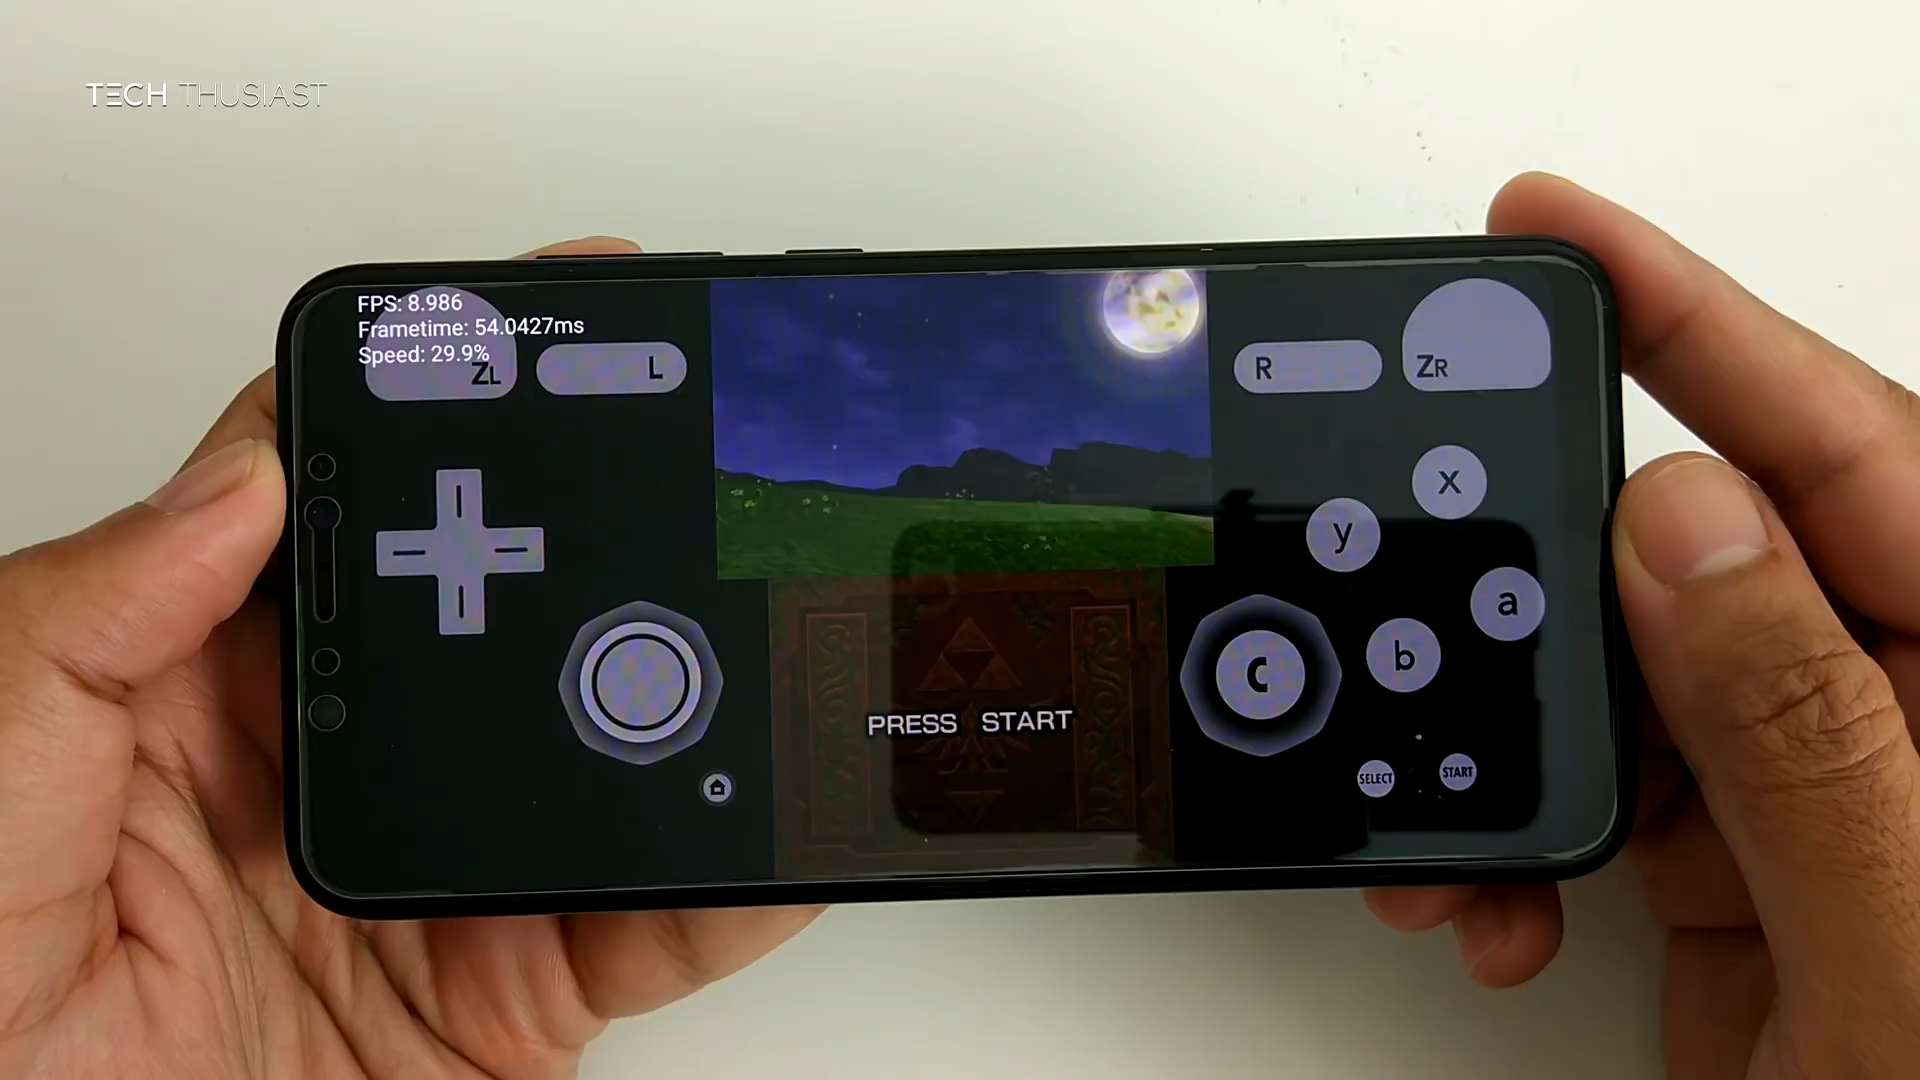 TECH THUSIAST
FPS: 8.986
Frametime: 54.0427ms
Speed: 29.9%
ZL
L
R
ZR
x
y
a
b
C
PRESS START
SELECT
START